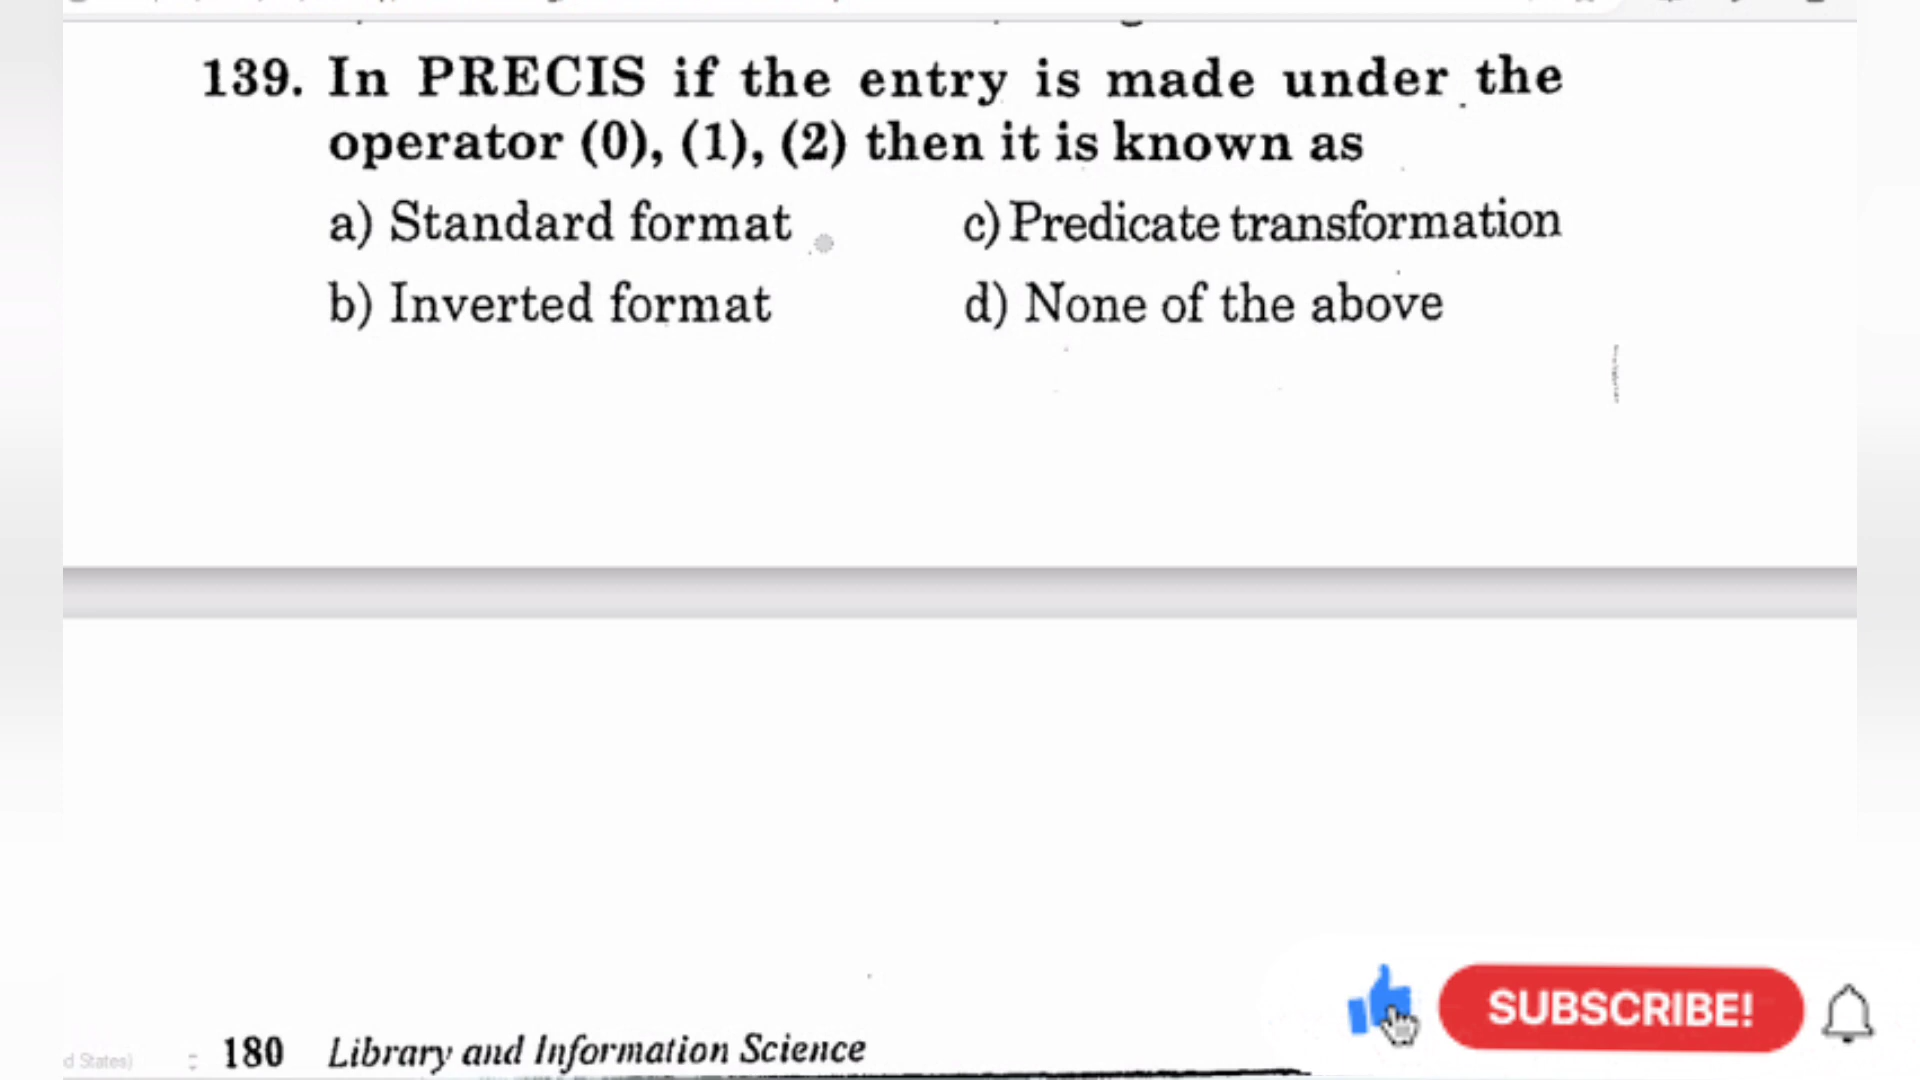 139. In PRECIS if the entry is made under the
operator (0), (1), (2) then it is known as
a) Standard format
c) Predicate transformation
b) Inverted format
d) None of the above
SUBSCRIBE!
d States)
180 Library and Information Science